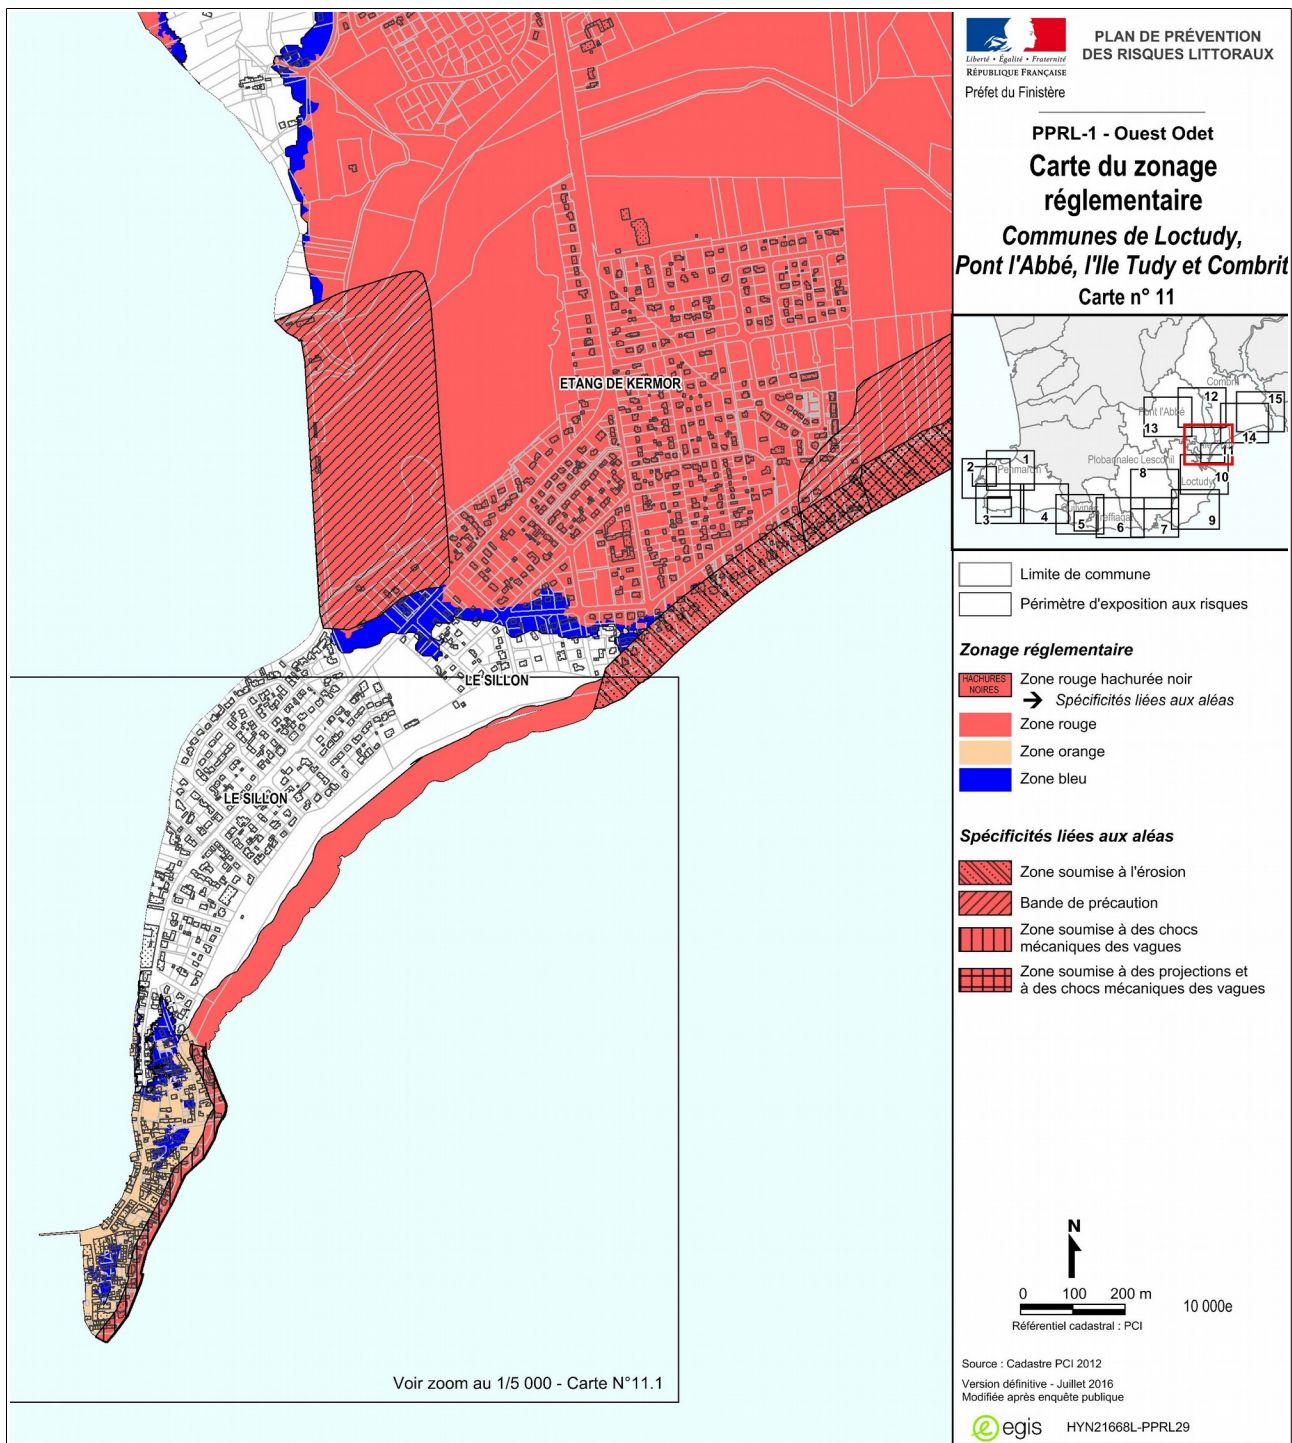 Liberté • Égalité • Fraternité
RÉPUBLIQUE FRANÇAISE
Préfet du Finistère
PLAN DE PRÉVENTION
DES RISQUES LITTORAUX
PPRL-1 - Ouest Odet
Carte du zonage
réglementaire
Communes de Loctudy,
Pont l'Abbé, l'Ile Tudy et Combrit
Carte n° 11
Combrit
Pont l'Abbé
12
15
13
14
11
Plobannalec Lesconil
1
2
Penmarch
8
Loctudy
10
3
4
5
Treffiagat
6
7
9
ETANG DE KERMOR
LE SILLON
LE SILLON
Voir zoom au 1/5 000 - Carte N°11.1
Limite de commune
Périmètre d'exposition aux risques
Zonage réglementaire
HACHURES
NOIRES
Zone rouge hachurée noir
➔ Spécificités liées aux aléas
Zone rouge
Zone orange
Zone bleu
Spécificités liées aux aléas
Zone soumise à l'érosion
Bande de précaution
Zone soumise à des chocs
mécaniques des vagues
Zone soumise à des projections et
à des chocs mécaniques des vagues
N
0 100 200 m
10 000e
Référentiel cadastral : PCI
Source : Cadastre PCI 2012
Version définitive - Juillet 2016
Modifiée après enquête publique
egis
HYN21668L-PPRL29